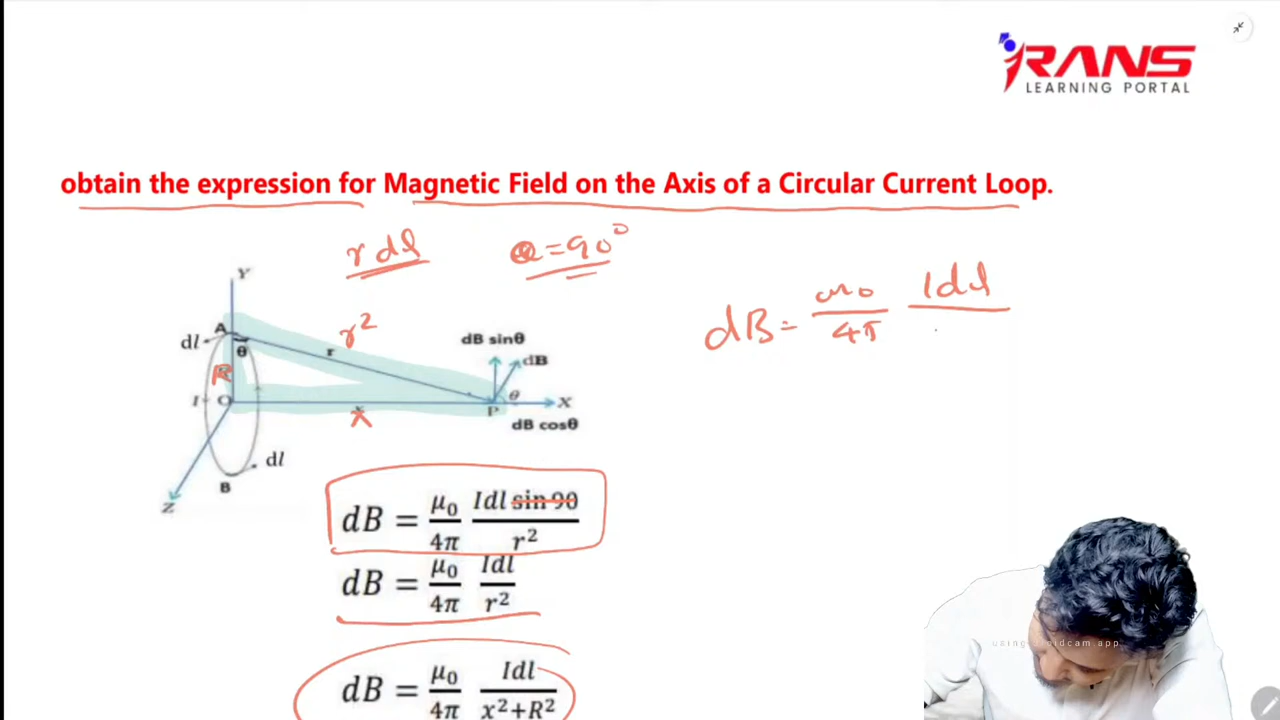 RANS
LEARNING PORTAL
obtain the expression for Magnetic Field on the Axis of a Circular Current Loop.
r dl
θ = 90°
dB = μ0/4π Idl
Y
A
dl
θ
r²
r
R
dB sinθ
dB
θ
I
O
x
P
X
dB cosθ
dl
B
Z
dB = μ0/4π Idl sin 90/r²
dB = μ0/4π Idl/r²
dB = μ0/4π Idl/x²+R²